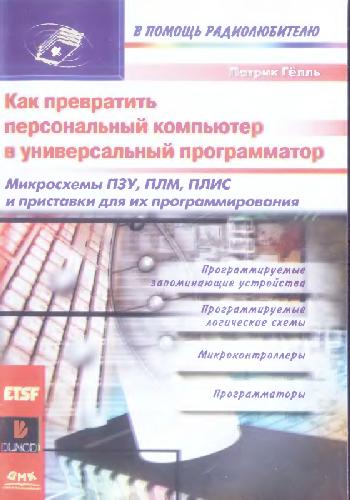 В ПОМОЩЬ РАДИОЛЮБИТЕЛЮ
Патрик Гёлль
Как превратить
персональный компьютер
в универсальный программатор
Микросхемы ПЗУ, ПЛМ, ПЛИС
и приставки для их программирования
Программируемые
запоминающие устройства
Программируемые
логические схемы
Микроконтроллеры
Программаторы
ETSF
DUNOD
ДМК